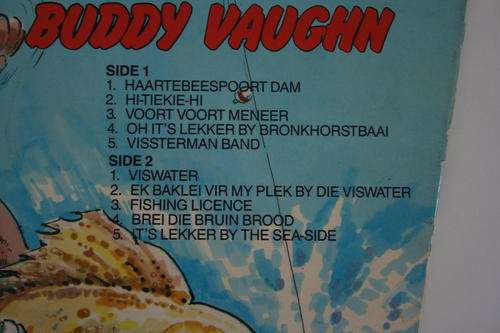 BUDDY VAUGHN
SIDE 1
1. HAARTEBEESPOORT DAM
2. HI-TIEKIE-HI
3. VOORT VOORT MENEER
4. OH IT'S LEKKER BY BRONKHORSTBAAI
5. VISSTERMAN BAND
SIDE 2
1. VISWATER
2. EK BAKLEI VIR MY PLEK BY DIE VISWATER
3. FISHING LICENCE
4. BREI DIE BRUIN BROOD
5. IT'S LEKKER BY THE SEA-SIDE